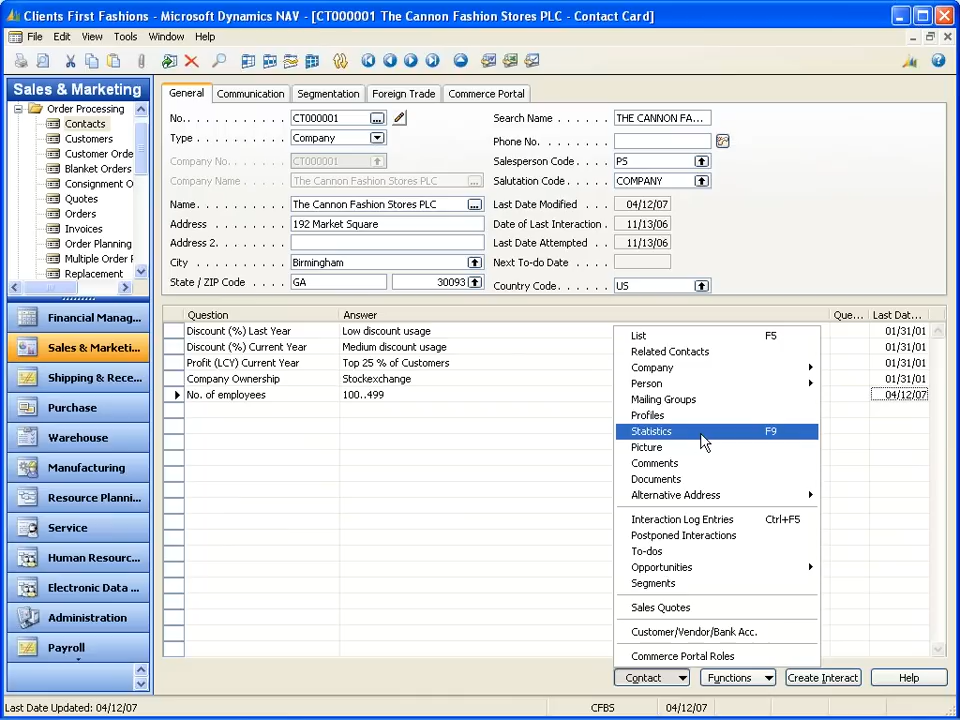 Clients First Fashions - Microsoft Dynamics NAV - [CT000001 The Cannon Fashion Stores PLC - Contact Card]
File Edit View Tools Window Help
Sales & Marketing
Order Processing
Contacts
Customers
Customer Orde
Blanket Orders
Consignment O
Quotes
Orders
Invoices
Order Planning
Multiple Order F
Replacement
Financial Manag...
Sales & Marketi...
Shipping & Rece...
Purchase
Warehouse
Manufacturing
Resource Planni...
Service
Human Resourc...
Electronic Data ...
Administration
Payroll
General Communication Segmentation Foreign Trade Commerce Portal
No. . . . . . . . . . . CT000001 ...
Type . . . . . . . . . . Company
Company No. . . . . . . CT000001
Company Name . . . . . The Cannon Fashion Stores PLC ...
Name. . . . . . . . . . The Cannon Fashion Stores PLC ...
Address . . . . . . . . 192 Market Square
Address 2. . . . . . . .
City . . . . . . . . . . Birmingham
State / ZIP Code . . . . GA 30093
Search Name . . . . . . THE CANNON FA...
Phone No. . . . . . . .
Salesperson Code . . . . PS
Salutation Code . . . . . COMPANY
Last Date Modified . . . 04/12/07
Date of Last Interaction . 11/13/06
Last Date Attempted . . 11/13/06
Next To-do Date . . . .
Country Code. . . . . . US
Question Answer Que... Last Dat...
Discount (%) Last Year Low discount usage 01/31/01
Discount (%) Current Year Medium discount usage 01/31/01
Profit (LCY) Current Year Top 25 % of Customers 01/31/01
Company Ownership Stockexchange 01/31/01
No. of employees 100..499 04/12/07
List F5
Related Contacts
Company
Person
Mailing Groups
Profiles
Statistics F9
Picture
Comments
Documents
Alternative Address
Interaction Log Entries Ctrl+F5
Postponed Interactions
To-dos
Opportunities
Segments
Sales Quotes
Customer/Vendor/Bank Acc.
Commerce Portal Roles
Contact Functions Create Interact Help
Last Date Updated: 04/12/07 CFBS 04/12/07